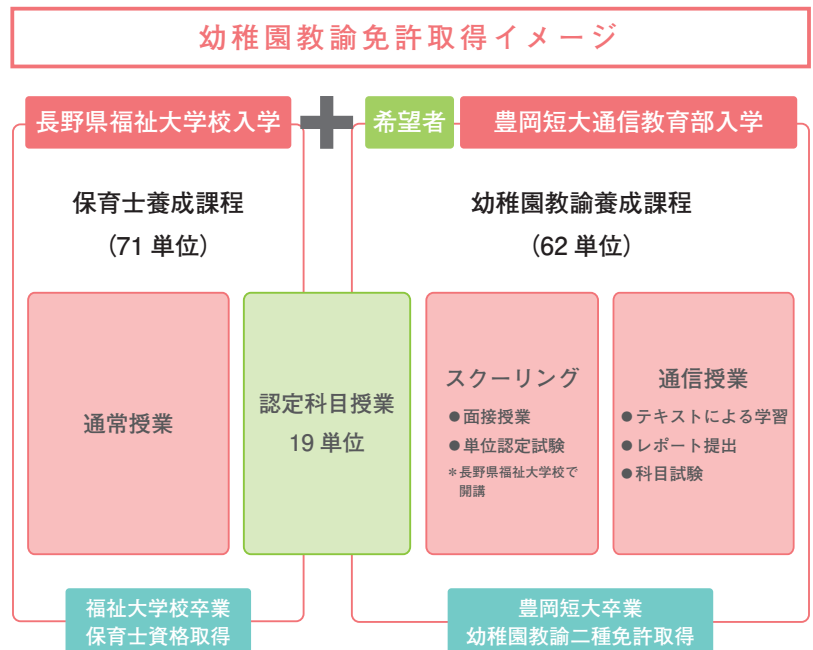 幼稚園教諭免許取得イメージ
長野県福祉大学校入学
希望者
豊岡短大通信教育部入学
保育士養成課程
（71 単位）
幼稚園教諭養成課程
（62 単位）
通常授業
認定科目授業
19 単位
スクーリング
●面接授業
●単位認定試験
＊長野県福祉大学校で
開講
通信授業
●テキストによる学習
●レポート提出
●科目試験
福祉大学校卒業
保育士資格取得
豊岡短大卒業
幼稚園教諭二種免許取得